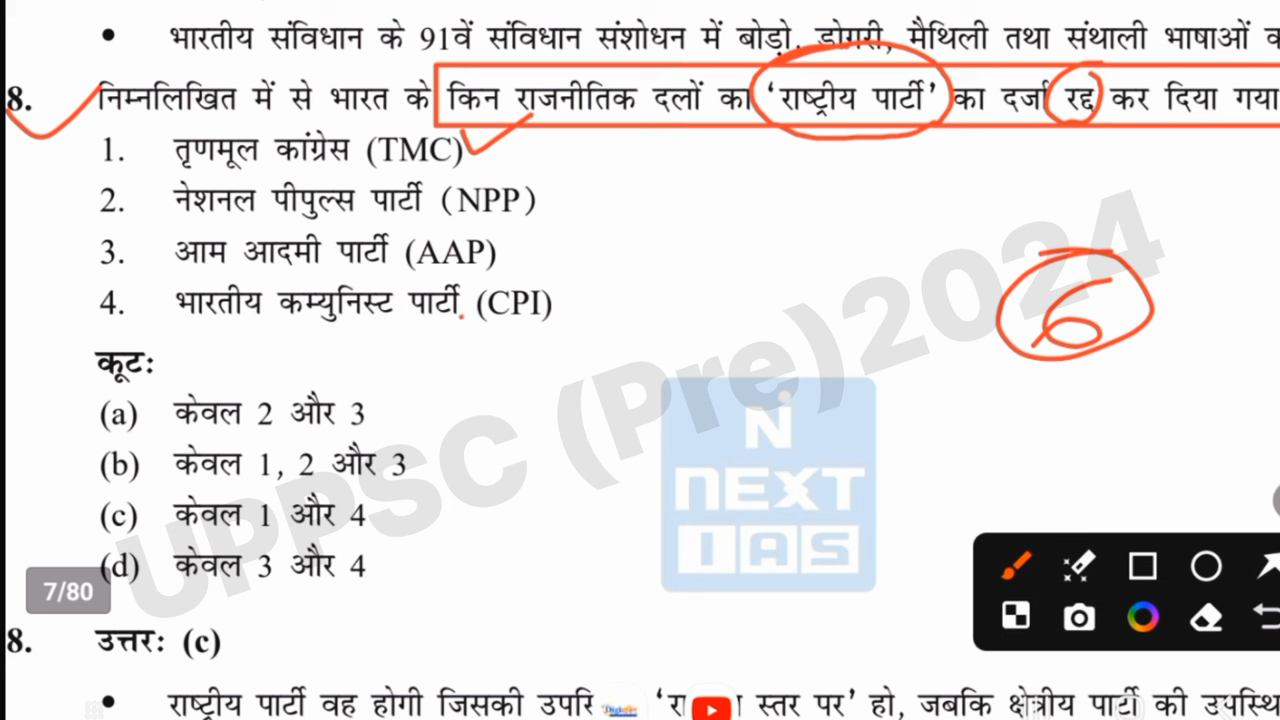 • भारतीय संविधान के 91वें संविधान संशोधन में बोड़ो, डोगरी, मैथिली तथा संथाली भाषाओं
8. निम्नलिखित में से भारत के किन राजनीतिक दलों का 'राष्ट्रीय पार्टी' का दर्जा रद्द कर दिया गया
1. तृणमूल कांग्रेस (TMC)
2. नेशनल पीपुल्स पार्टी (NPP)
3. आम आदमी पार्टी (AAP)
4. भारतीय कम्युनिस्ट पार्टी (CPI)
6
कूटः
(a) केवल 2 और 3
(b) केवल 1, 2 और 3
(c) केवल 1 और 4
(d) केवल 3 और 4
UPPSC (Pre) 2024
N
NEXT
IAS
7/80
8. उत्तरः (c)
• राष्ट्रीय पार्टी वह होगी जिसकी स्तर पर' हो, जबकि क्षेत्रीय पार्टी की